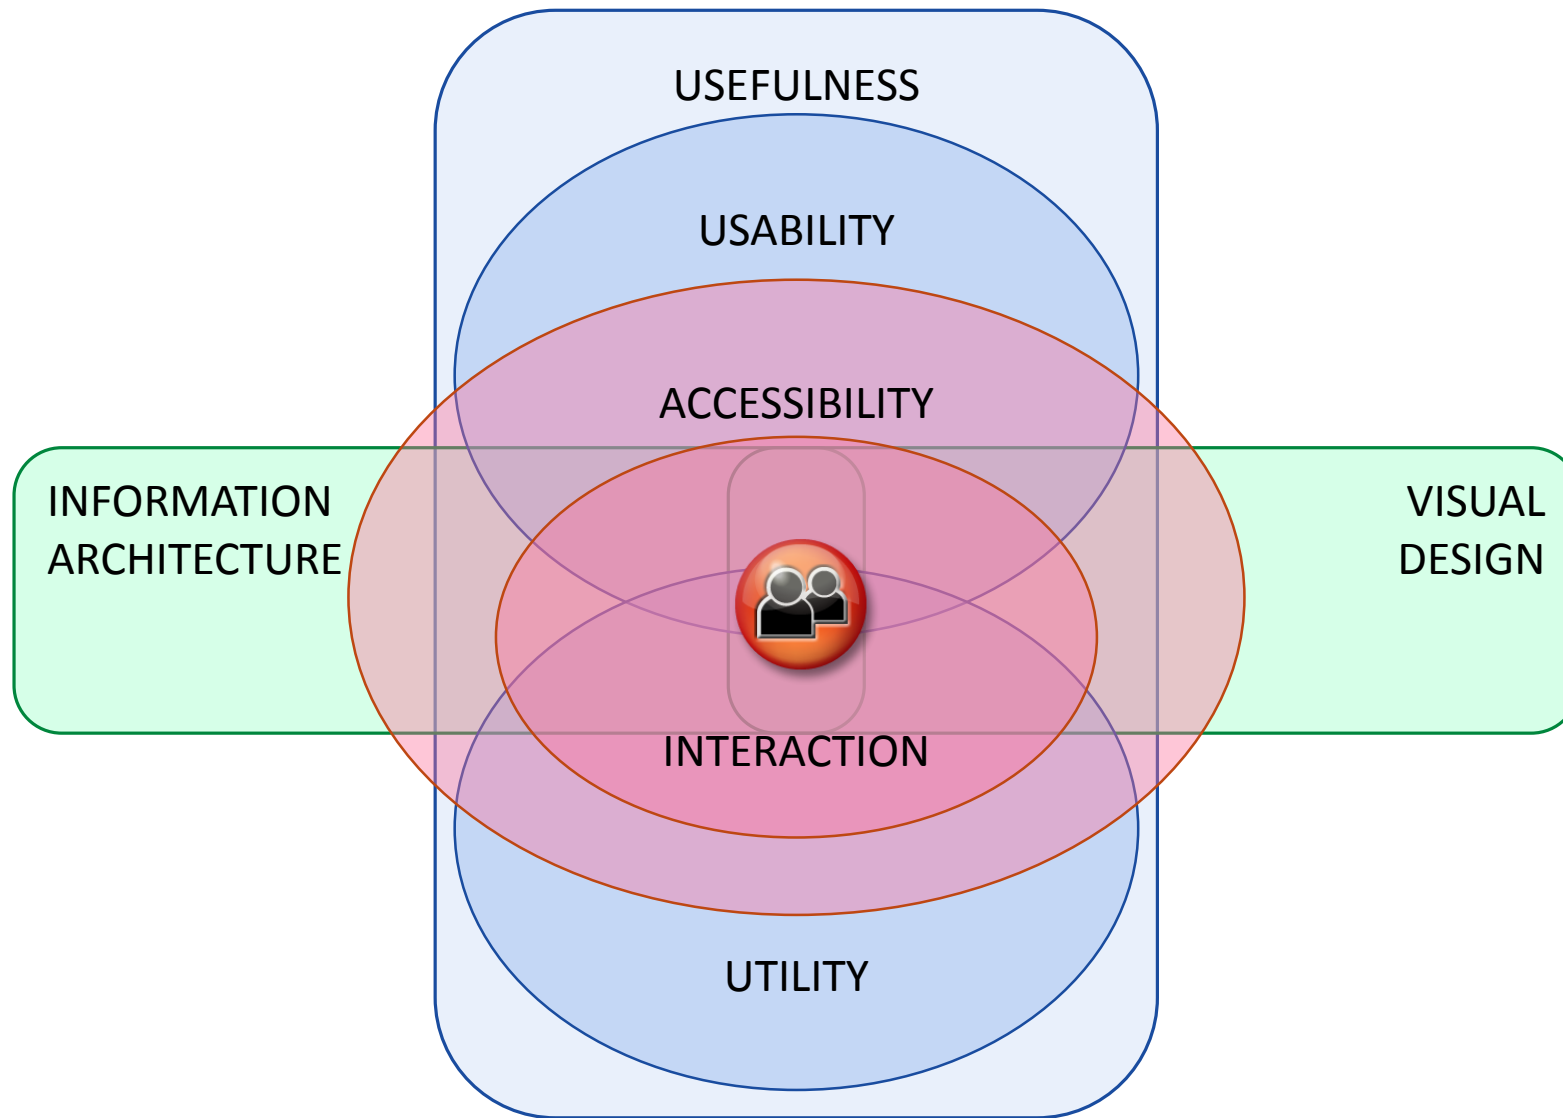 USEFULNESS
USABILITY
ACCESSIBILITY
INFORMATION
ARCHITECTURE
VISUAL
DESIGN
INTERACTION
UTILITY